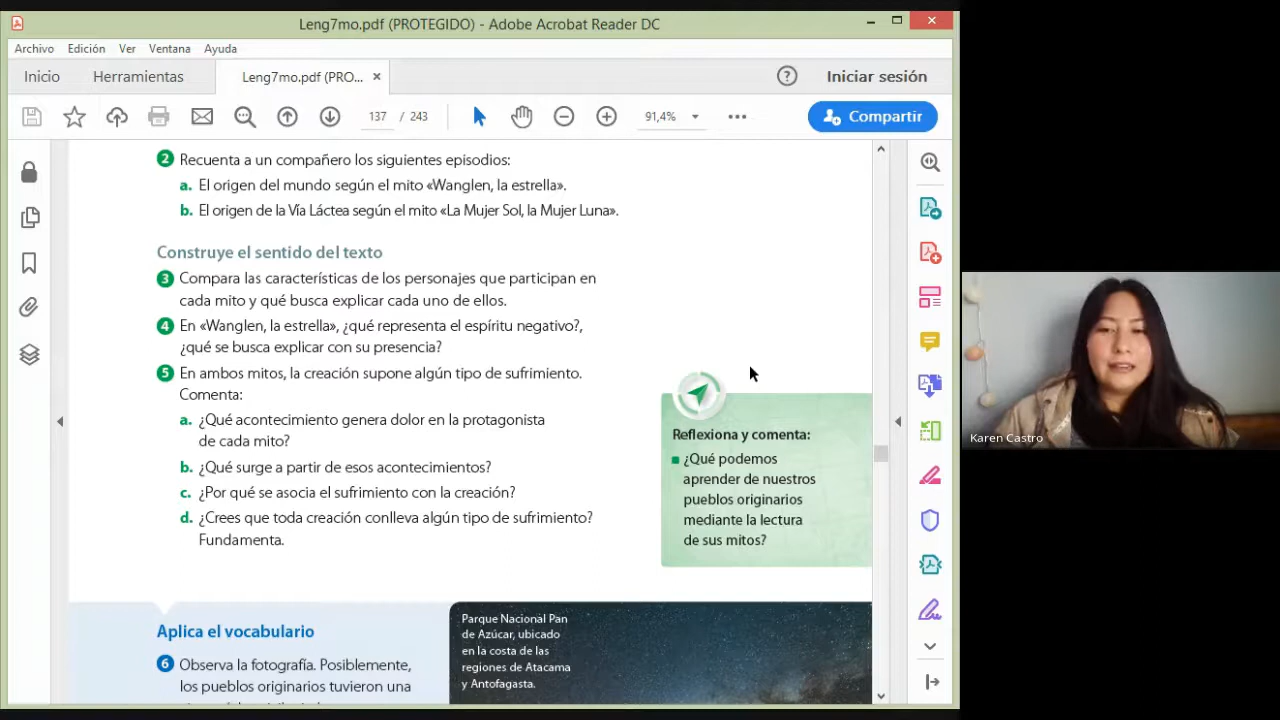 Leng7mo.pdf (PROTEGIDO) - Adobe Acrobat Reader DC
Archivo Edición Ver Ventana Ayuda
Inicio Herramientas Leng7mo.pdf (PRO... × Iniciar sesión
137 / 243 91,4% Compartir
2 Recuenta a un compañero los siguientes episodios:
a. El origen del mundo según el mito «Wanglen, la estrella».
b. El origen de la Vía Láctea según el mito «La Mujer Sol, la Mujer Luna».
Construye el sentido del texto
3 Compara las características de los personajes que participan en
cada mito y qué busca explicar cada uno de ellos.
4 En «Wanglen, la estrella», ¿qué representa el espíritu negativo?,
¿qué se busca explicar con su presencia?
5 En ambos mitos, la creación supone algún tipo de sufrimiento.
Comenta:
a. ¿Qué acontecimiento genera dolor en la protagonista
de cada mito?
b. ¿Qué surge a partir de esos acontecimientos?
c. ¿Por qué se asocia el sufrimiento con la creación?
d. ¿Crees que toda creación conlleva algún tipo de sufrimiento?
Fundamenta.
Reflexiona y comenta:
¿Qué podemos
aprender de nuestros
pueblos originarios
mediante la lectura
de sus mitos?
Aplica el vocabulario
6 Observa la fotografía. Posiblemente,
los pueblos originarios tuvieron una
Parque Nacional Pan
de Azúcar, ubicado
en la costa de las
regiones de Atacama
y Antofagasta.
Karen Castro